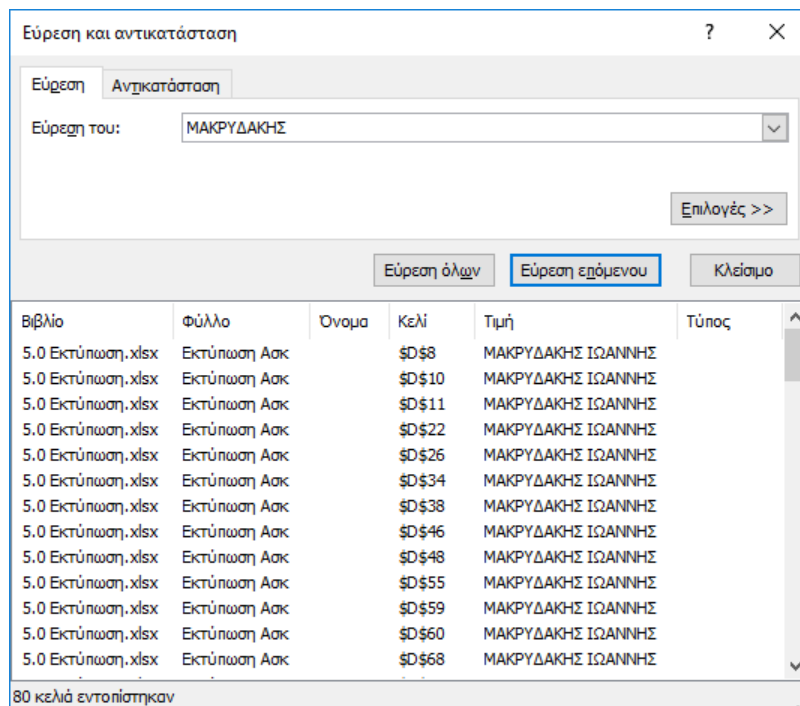 Εύρεση και αντικατάσταση ?
Εύρεση Αντικατάσταση
Εύρεση του: ΜΑΚΡΥΔΑΚΗΣ
Επιλογές >>
Εύρεση όλων Εύρεση επόμενου Κλείσιμο
Βιβλίο Φύλλο Όνομα Κελί Τιμή Τύπος
5.0 Εκτύπωση.xlsx Εκτύπωση Ασκ $D$8 ΜΑΚΡΥΔΑΚΗΣ ΙΩΑΝΝΗΣ
5.0 Εκτύπωση.xlsx Εκτύπωση Ασκ $D$10 ΜΑΚΡΥΔΑΚΗΣ ΙΩΑΝΝΗΣ
5.0 Εκτύπωση.xlsx Εκτύπωση Ασκ $D$11 ΜΑΚΡΥΔΑΚΗΣ ΙΩΑΝΝΗΣ
5.0 Εκτύπωση.xlsx Εκτύπωση Ασκ $D$22 ΜΑΚΡΥΔΑΚΗΣ ΙΩΑΝΝΗΣ
5.0 Εκτύπωση.xlsx Εκτύπωση Ασκ $D$26 ΜΑΚΡΥΔΑΚΗΣ ΙΩΑΝΝΗΣ
5.0 Εκτύπωση.xlsx Εκτύπωση Ασκ $D$34 ΜΑΚΡΥΔΑΚΗΣ ΙΩΑΝΝΗΣ
5.0 Εκτύπωση.xlsx Εκτύπωση Ασκ $D$38 ΜΑΚΡΥΔΑΚΗΣ ΙΩΑΝΝΗΣ
5.0 Εκτύπωση.xlsx Εκτύπωση Ασκ $D$46 ΜΑΚΡΥΔΑΚΗΣ ΙΩΑΝΝΗΣ
5.0 Εκτύπωση.xlsx Εκτύπωση Ασκ $D$48 ΜΑΚΡΥΔΑΚΗΣ ΙΩΑΝΝΗΣ
5.0 Εκτύπωση.xlsx Εκτύπωση Ασκ $D$55 ΜΑΚΡΥΔΑΚΗΣ ΙΩΑΝΝΗΣ
5.0 Εκτύπωση.xlsx Εκτύπωση Ασκ $D$59 ΜΑΚΡΥΔΑΚΗΣ ΙΩΑΝΝΗΣ
5.0 Εκτύπωση.xlsx Εκτύπωση Ασκ $D$60 ΜΑΚΡΥΔΑΚΗΣ ΙΩΑΝΝΗΣ
5.0 Εκτύπωση.xlsx Εκτύπωση Ασκ $D$68 ΜΑΚΡΥΔΑΚΗΣ ΙΩΑΝΝΗΣ
80 κελιά εντοπίστηκαν